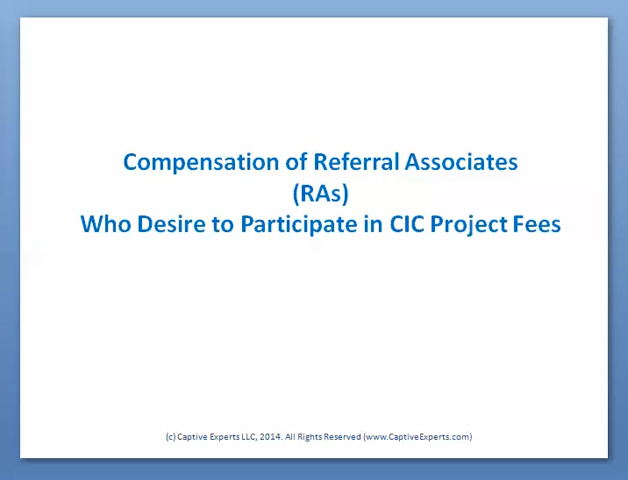 Compensation of Referral Associates
(RAs)
Who Desire to Participate in CIC Project Fees
(c) Captive Experts LLC, 2014. All Rights Reserved (www.CaptiveExperts.com)